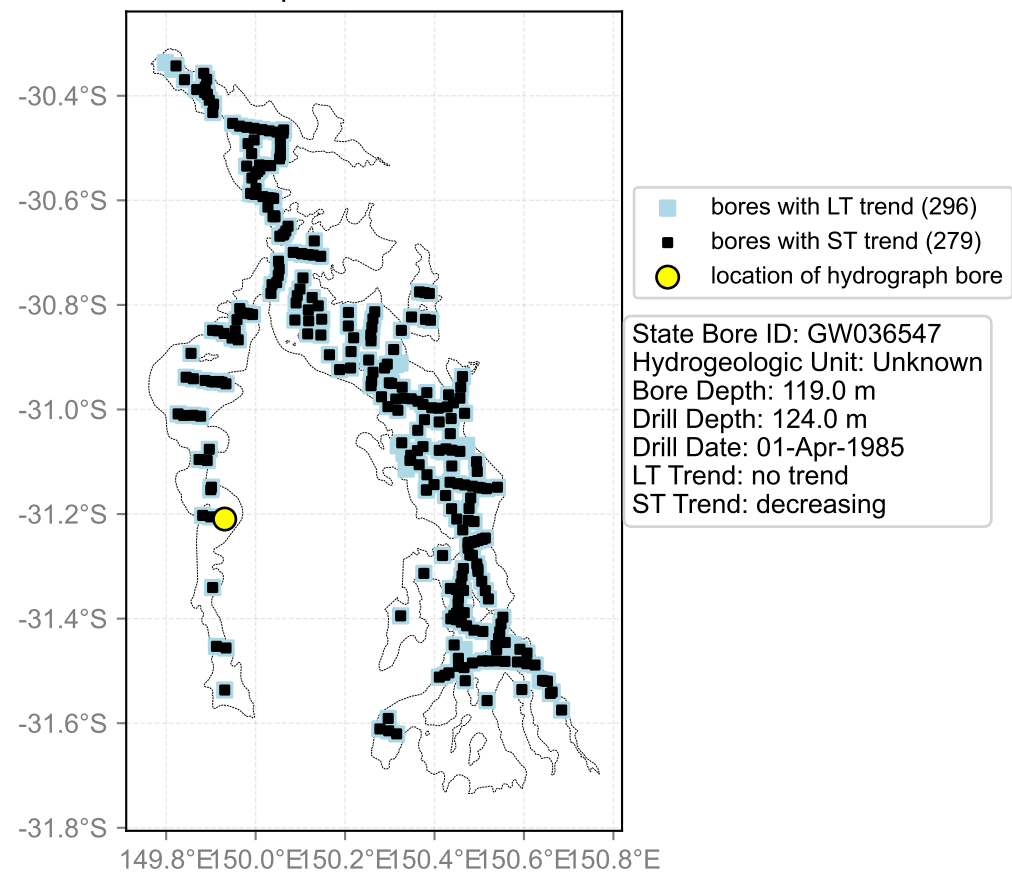 -30.4°S
-30.6°S
-30.8°S
-31.0°S
-31.2°S
-31.4°S
-31.6°S
-31.8°S
149.8°E150.0°E150.2°E150.4°E150.6°E150.8°E
bores with LT trend (296)
bores with ST trend (279)
location of hydrograph bore
State Bore ID: GW036547
Hydrogeologic Unit: Unknown
Bore Depth: 119.0 m
Drill Depth: 124.0 m
Drill Date: 01-Apr-1985
LT Trend: no trend
ST Trend: decreasing